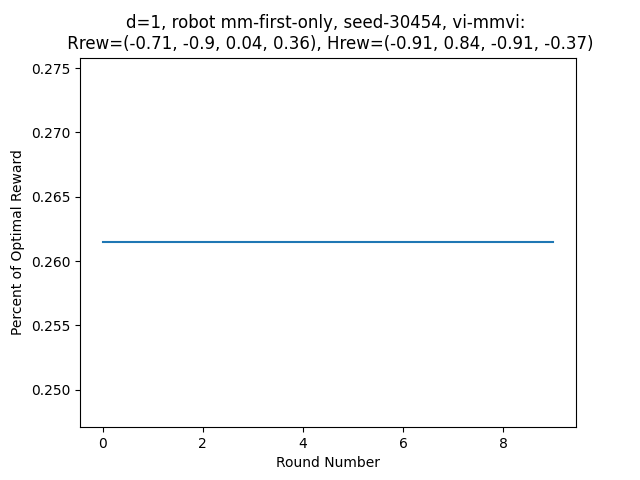 d=1, robot mm-first-only, seed-30454, vi-mmvi:
Rrew=(-0.71, -0.9, 0.04, 0.36), Hrew=(-0.91, 0.84, -0.91, -0.37)
0.275
0.270
0.265
0.260
0.255
0.250
Percent of Optimal Reward
0 2 4 6 8
Round Number